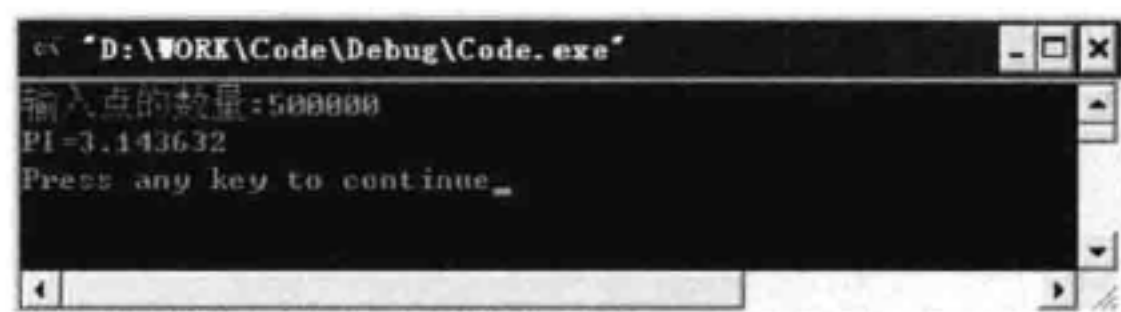 "D:\WORK\Code\Debug\Code.exe"
输入点的数量:500000
PI=3.143632
Press any key to continue_